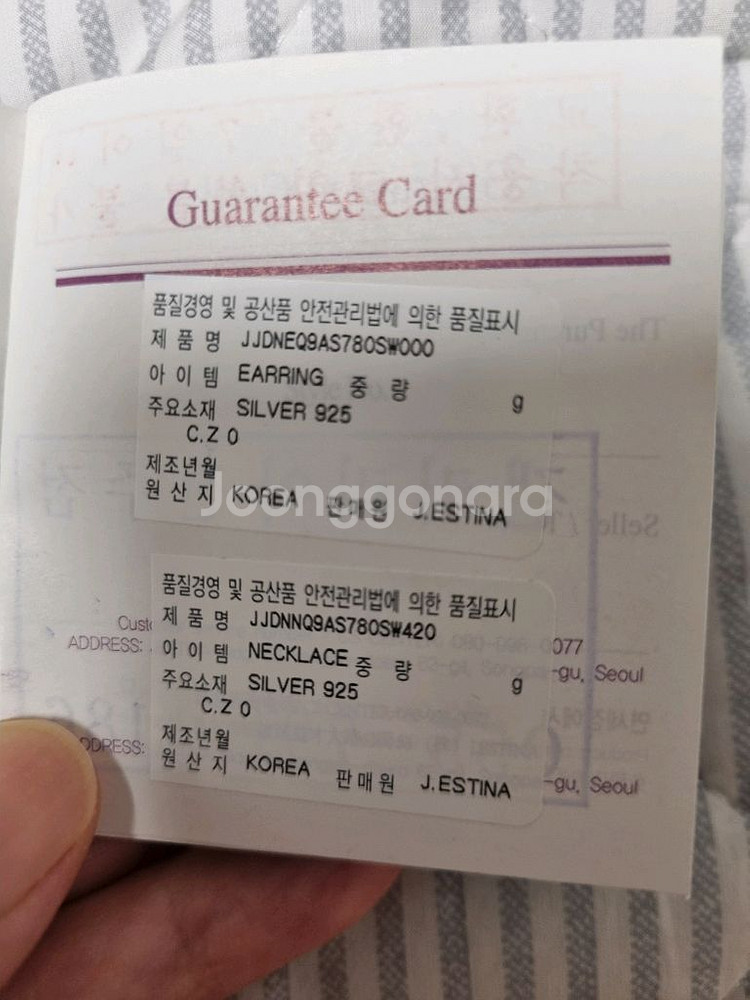 Guarantee Card
품질경영 및 공산품 안전관리법에 의한 품질표시
제 품 명 JJDNEQ9AS780SW000
아 이 템 EARRING 중 량 g
주요소재 SILVER 925
C.Z 0
제조년월
원 산 지 KOREA 판매원 J.ESTINA
Joonggonara
품질경영 및 공산품 안전관리법에 의한 품질표시
제 품 명 JJDNNQ9AS780SW420
아 이 템 NECKLACE 중 량 g
주요소재 SILVER 925
C.Z 0
제조년월
원 산 지 KOREA 판매원 J.ESTINA
077
ADDRESS: -gu, Seoul
-gu, Seoul